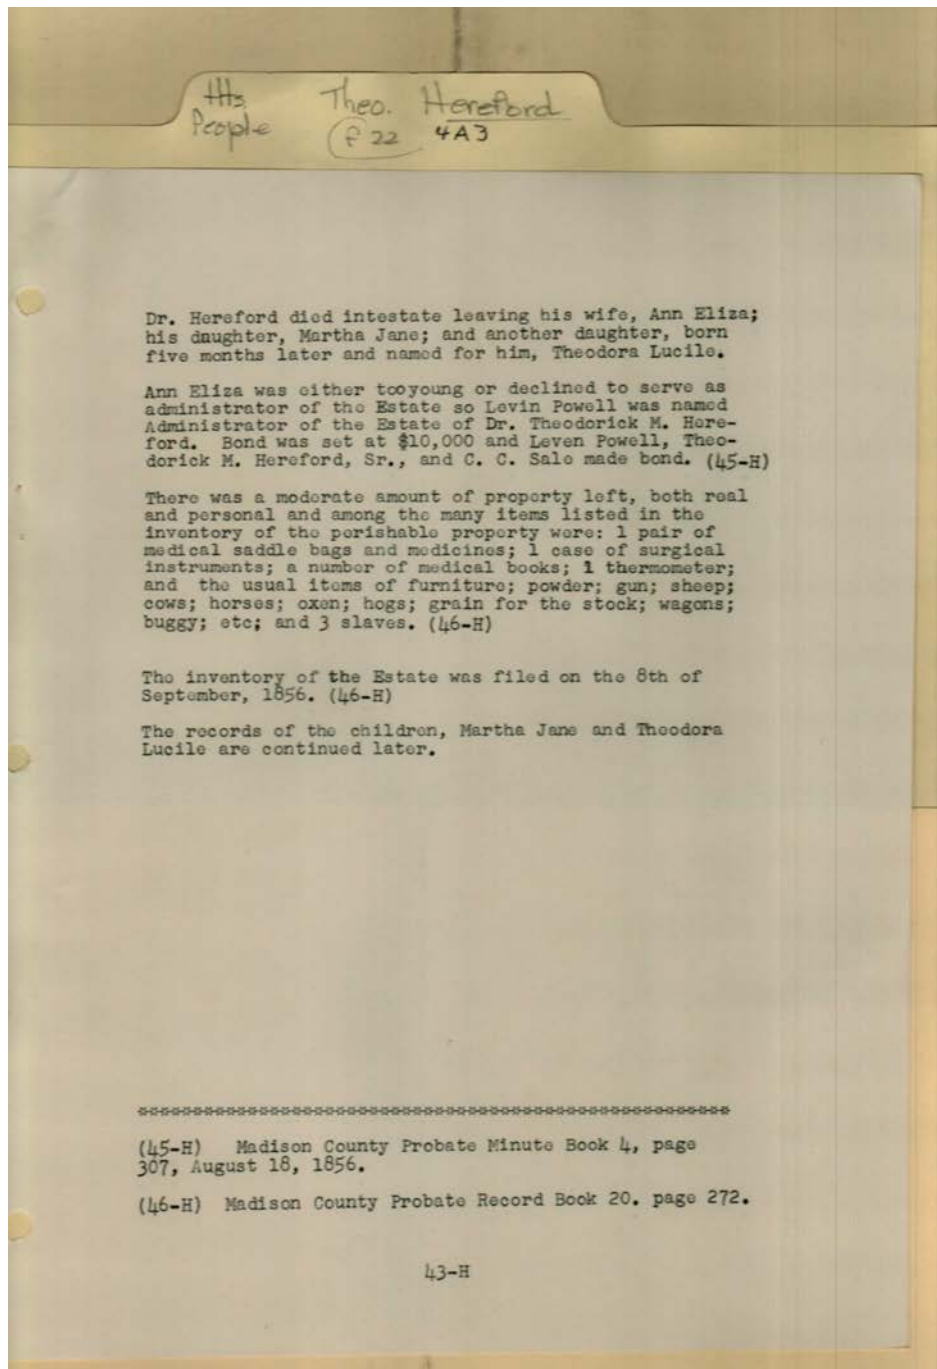 HHs Theo. Hereford
People f 22 4A3
Dr. Hereford died intestate leaving his wife, Ann Eliza;
his daughter, Martha Jane; and another daughter, born
five months later and named for him, Theodora Lucile.
Ann Eliza was either tooyoung or declined to serve as
administrator of the Estate so Levin Powell was named
Administrator of the Estate of Dr. Theodorick M. Here-
ford. Bond was set at $10,000 and Leven Powell, Theo-
dorick M. Hereford, Sr., and C. C. Sale made bond. (45-H)
There was a moderate amount of property left, both real
and personal and among the many items listed in the
inventory of the perishable property were: 1 pair of
medical saddle bags and medicines; 1 case of surgical
instruments; a number of medical books; 1 thermometer;
and the usual items of furniture; powder; gun; sheep;
cows; horses; oxen; hogs; grain for the stock; wagons;
buggy; etc; and 3 slaves. (46-H)
The inventory of the Estate was filed on the 8th of
September, 1856. (46-H)
The records of the children, Martha Jane and Theodora
Lucile are continued later.
(45-H) Madison County Probate Minute Book 4, page
307, August 18, 1856.
(46-H) Madison County Probate Record Book 20. page 272.
43-H